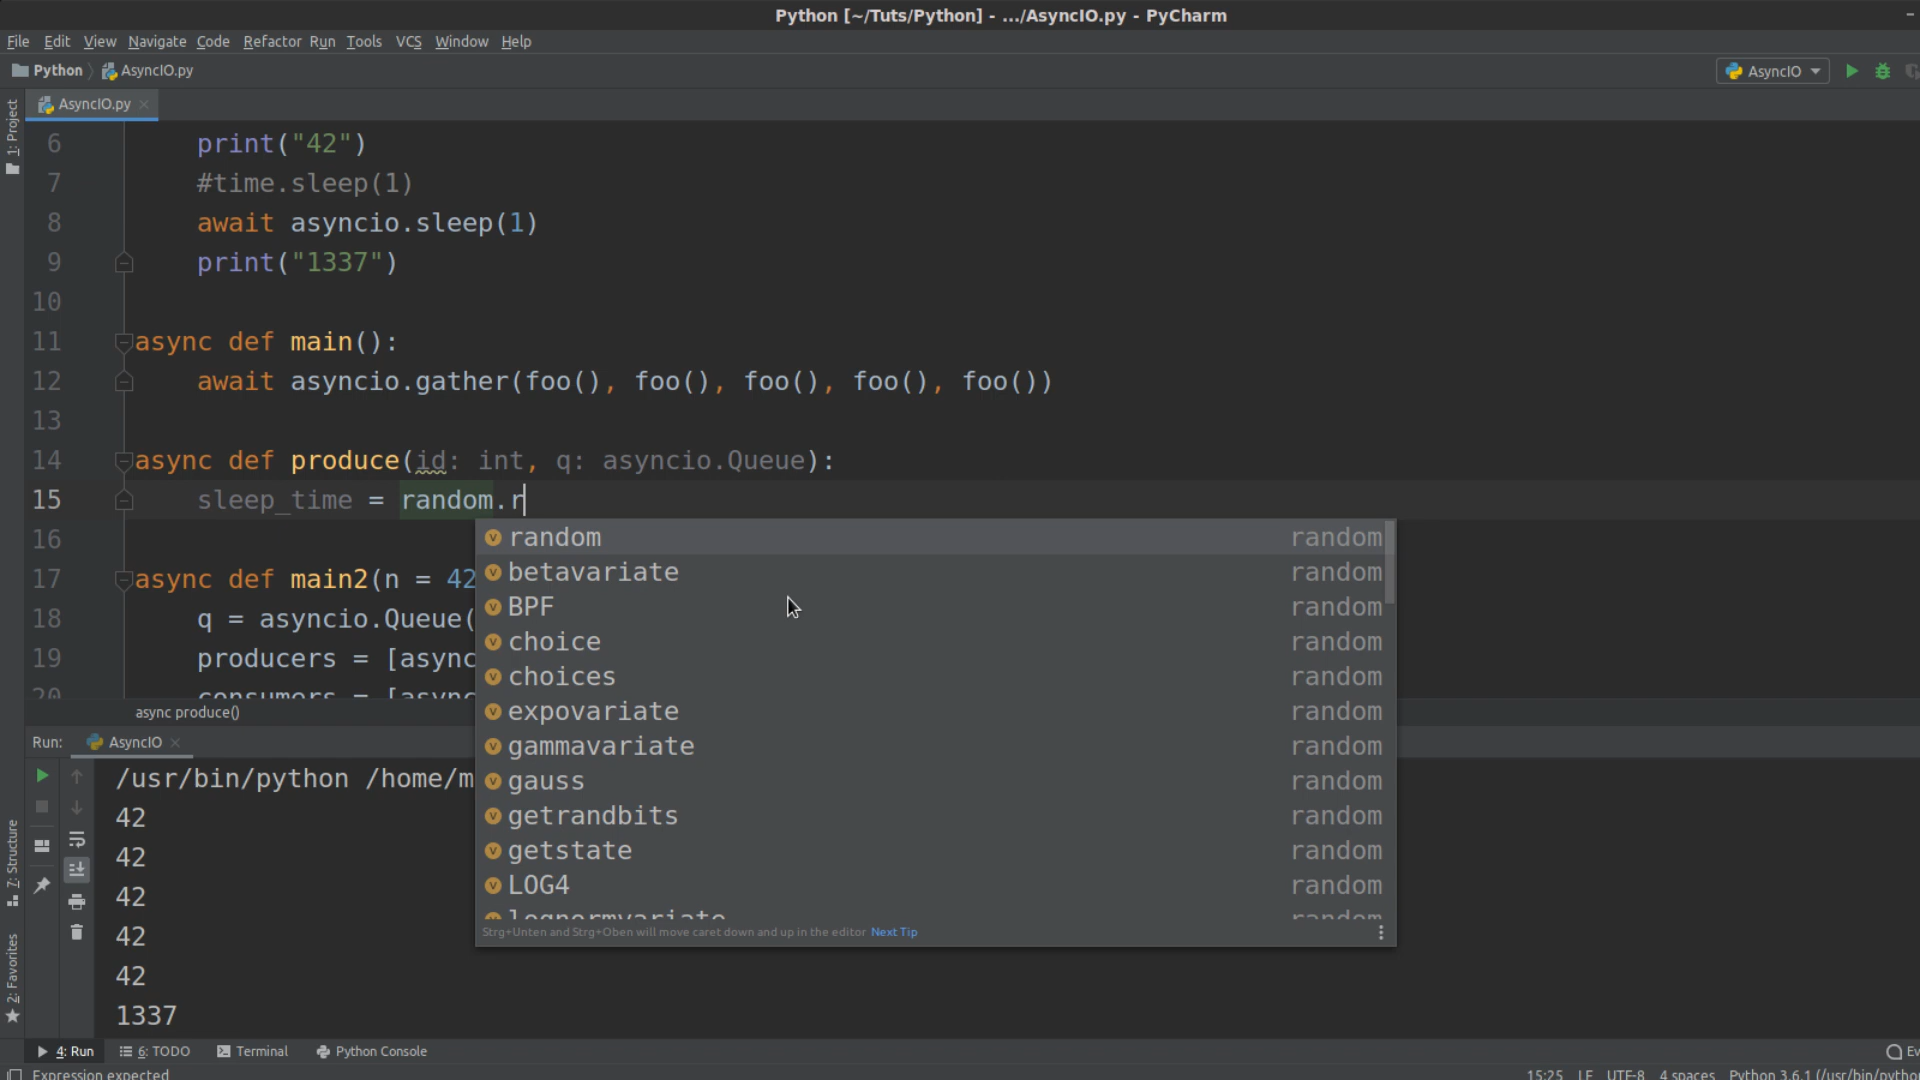 Python [~/Tuts/Python] - .../AsyncIO.py - PyCharm
File Edit View Navigate Code Refactor Run Tools VCS Window Help
Python AsyncIO.py
AsyncIO
AsyncIO.py
1: Project
6 print("42")
7 #time.sleep(1)
8 await asyncio.sleep(1)
9 print("1337")
10
11 async def main():
12 await asyncio.gather(foo(), foo(), foo(), foo(), foo())
13
14 async def produce(id: int, q: asyncio.Queue):
15 sleep_time = random.r
16
17 async def main2(n = 42
18 q = asyncio.Queue(
19 producers = [async
20 consumers = [async
random random
betavariate random
BPF random
choice random
choices random
expovariate random
gammavariate random
gauss random
getrandbits random
getstate random
LOG4 random
lognormvariate random
Strg+Unten and Strg+Oben will move caret down and up in the editor Next Tip
async produce()
Run: AsyncIO
/usr/bin/python /home/m
42
42
42
42
42
1337
7: Structure
2: Favorites
4: Run 6: TODO Terminal Python Console
Expression expected
15:25 LF UTF-8 4 spaces Python 3.6.1 (/usr/bin/python